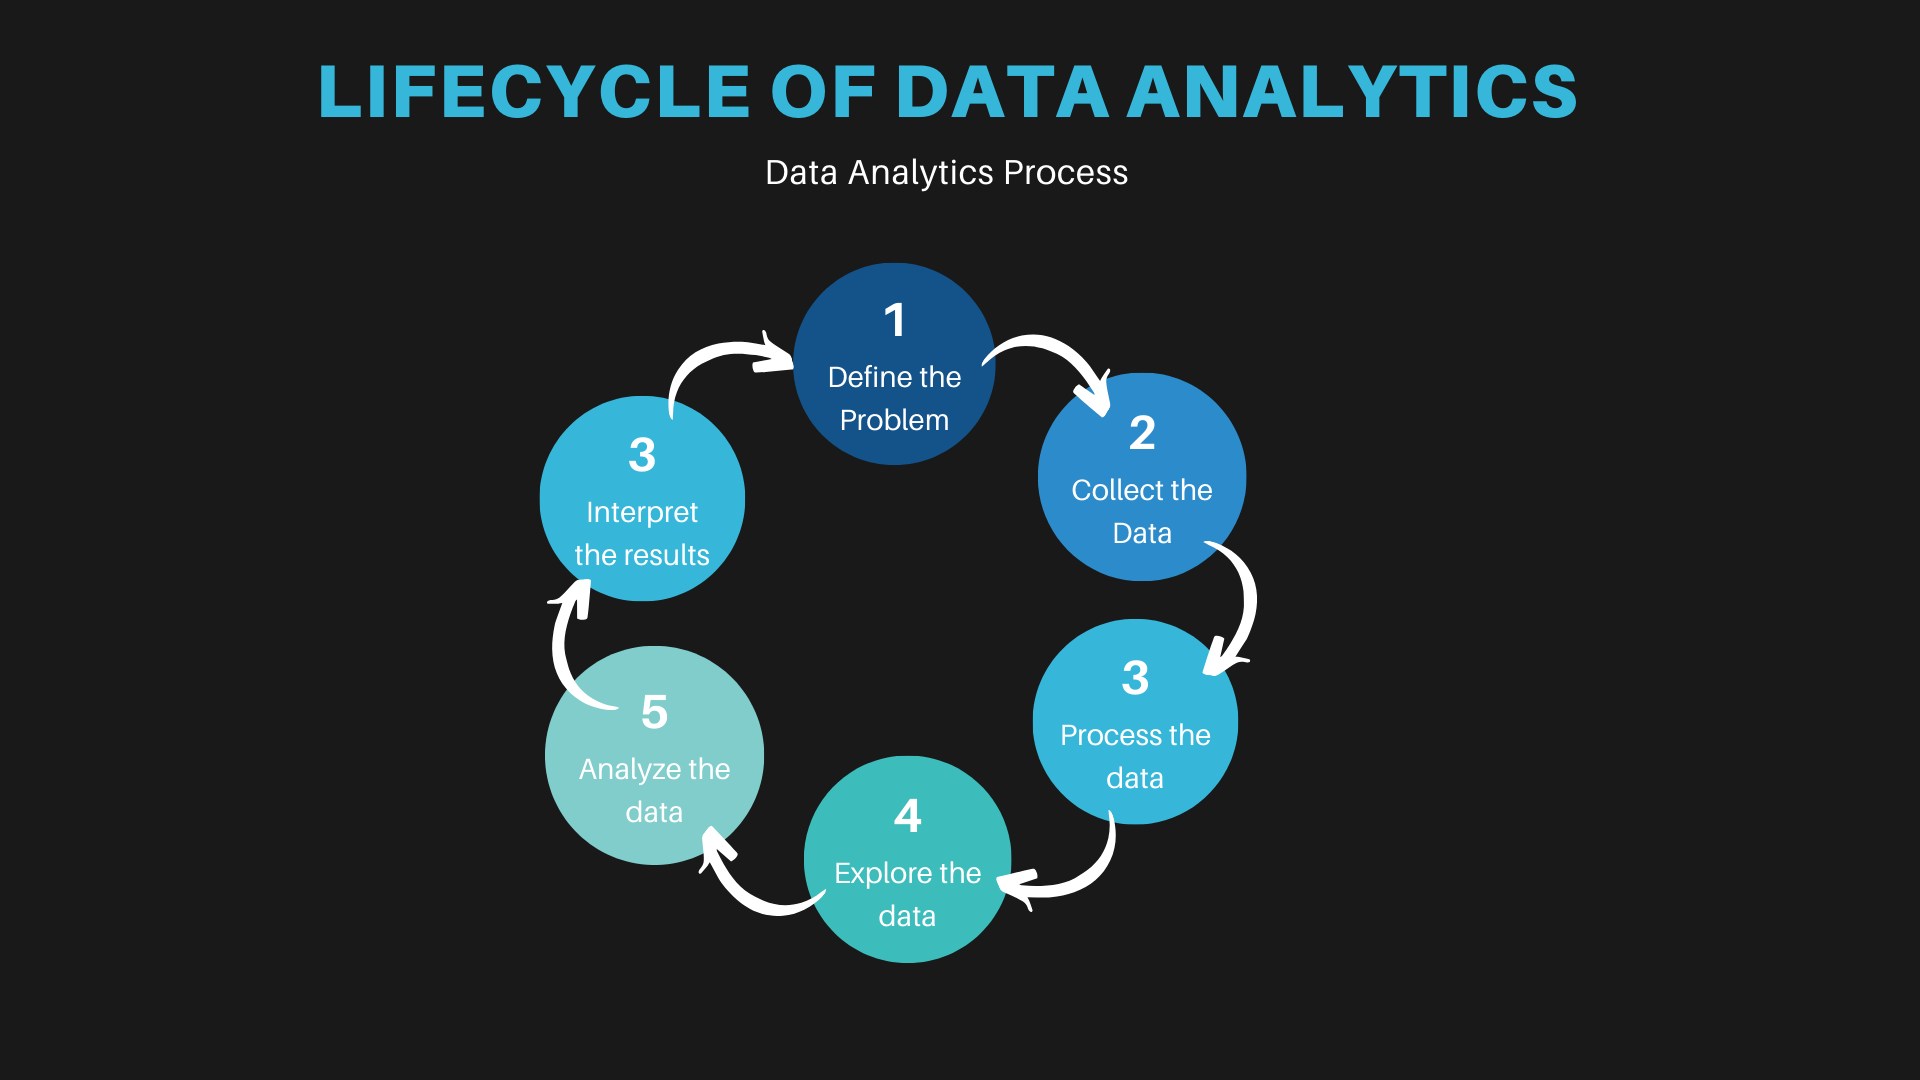 LIFECYCLE OF DATA ANALYTICS
Data Analytics Process
1
Define the
Problem
2
Collect the
Data
3
Process the
data
4
Explore the
data
5
Analyze the
data
3
Interpret
the results